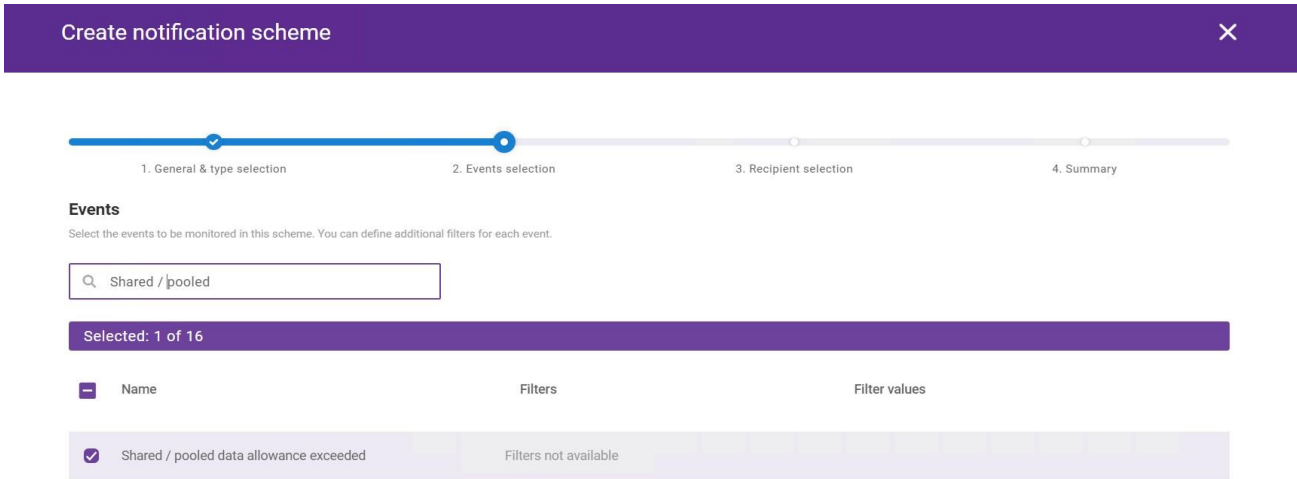 Create notification scheme
1. General & type selection 2. Events selection 3. Recipient selection 4. Summary
Events
Select the events to be monitored in this scheme. You can define additional filters for each event.
Shared / pooled
Selected: 1 of 16
Name Filters Filter values
Shared / pooled data allowance exceeded Filters not available